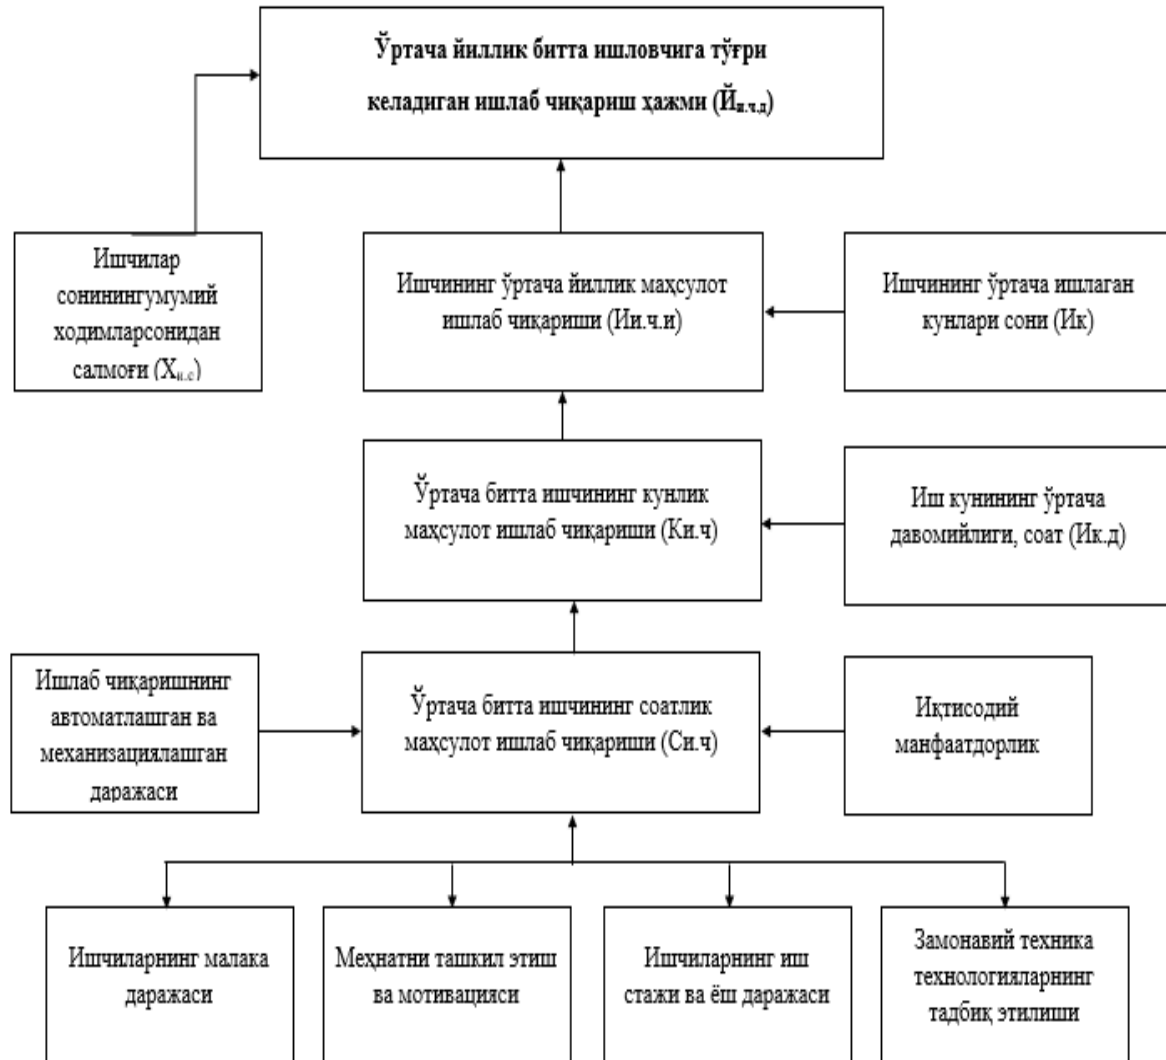 Ўртача йиллик битта ишловчига тўғри
келадиган ишлаб чиқариш ҳажми (Йи.ч.д)
Ишчилар
сонинингумумий
ходимларсонидан
салмоғи (Хи.с)
Ишчининг ўртача йиллик маҳсулот
ишлаб чиқариши (Ии.ч.и)
Ишчининг ўртача ишлаган
кунлари сони (Ик)
Ўртача битта ишчининг кунлик
маҳсулот ишлаб чиқариши (Ки.ч)
Иш кунининг ўртача
давомийлиги, соат (Ик.д)
Ишлаб чиқаришнинг
автоматлашган ва
механизациялашган
даражаси
Ўртача битта ишчининг соатлик
маҳсулот ишлаб чиқариши (Си.ч)
Иқтисодий
манфаатдорлик
Ишчиларнинг малака
даражаси
Меҳнатни ташкил этиш
ва мотивацияси
Ишчиларнинг иш
стажи ва ёш даражаси
Замонавий техника
технологияларнинг
тадбиқ этилиши